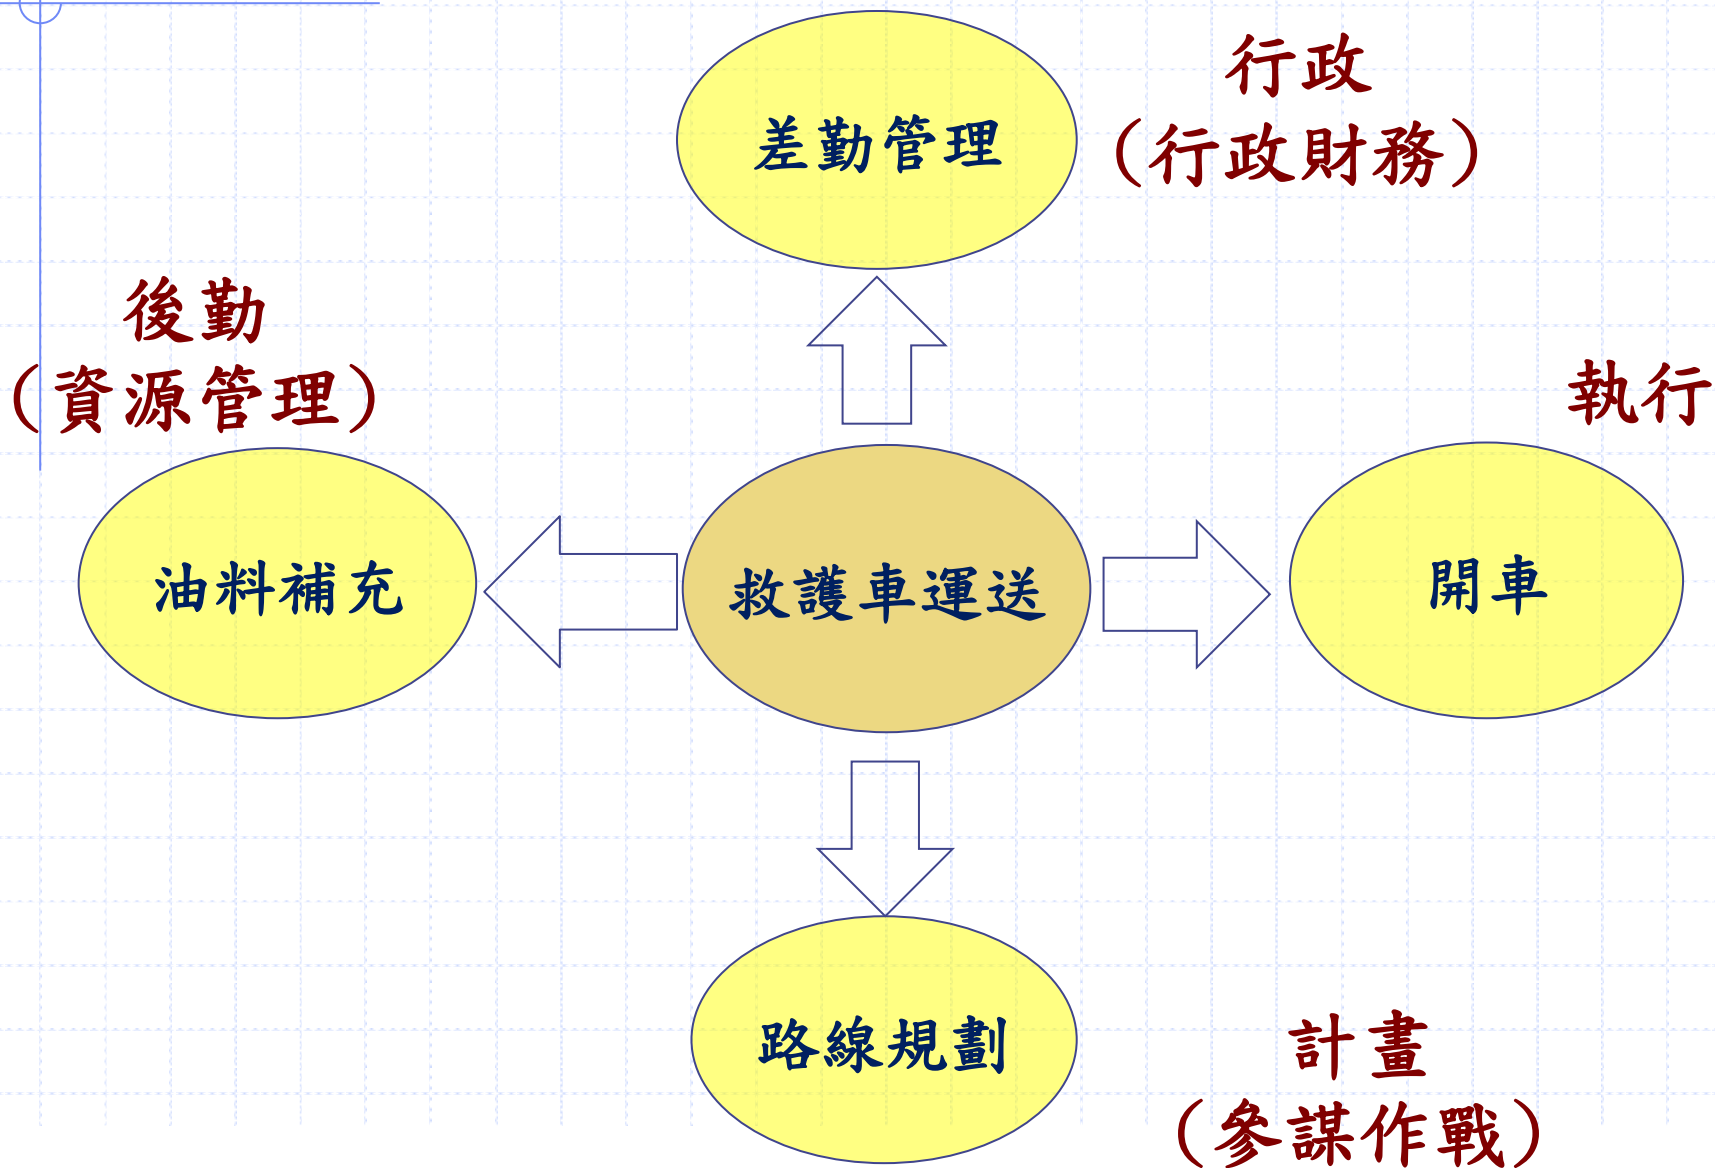 行政
(行政財務)
差勤管理
後勤
(資源管理)
執行
油料補充
救護車運送
開車
路線規劃
計畫
(參謀作戰)